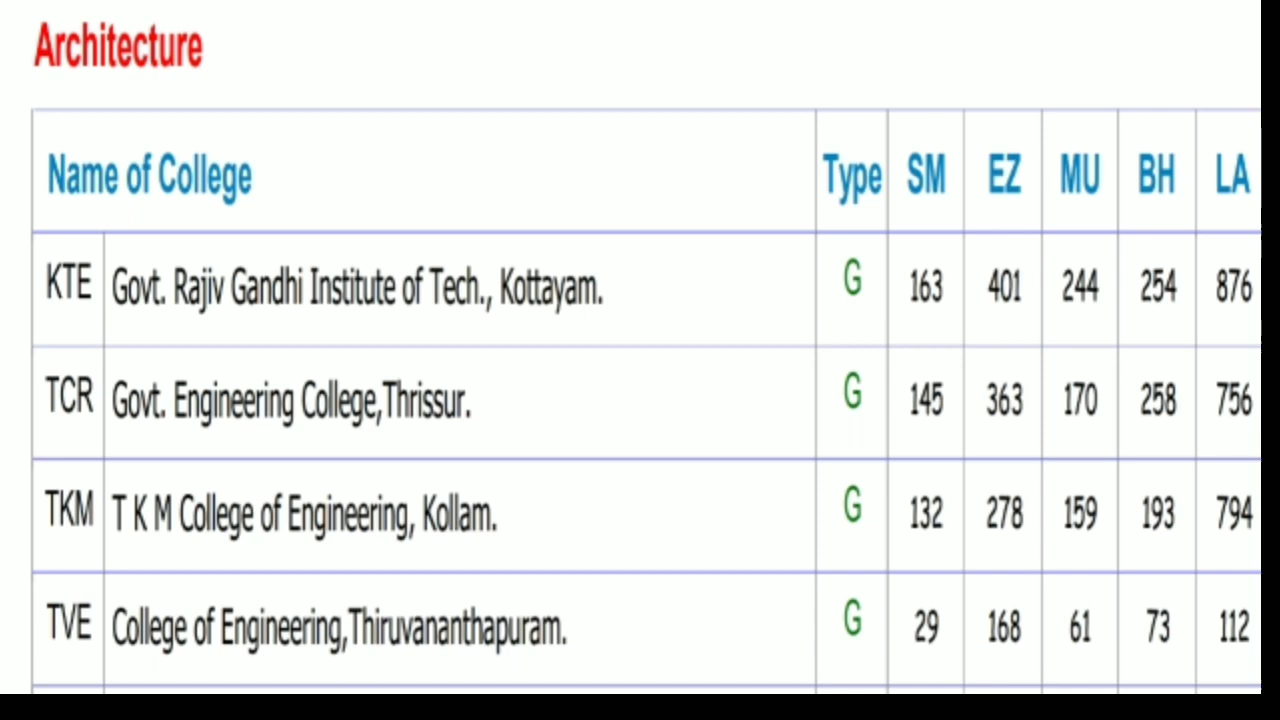 Architecture
Name of College Type SM EZ MU BH LA
KTE Govt. Rajiv Gandhi Institute of Tech., Kottayam. G 163 401 244 254 876
TCR Govt. Engineering College,Thrissur. G 145 363 170 258 756
TKM T K M College of Engineering, Kollam. G 132 278 159 193 794
TVE College of Engineering,Thiruvananthapuram. G 29 168 61 73 112